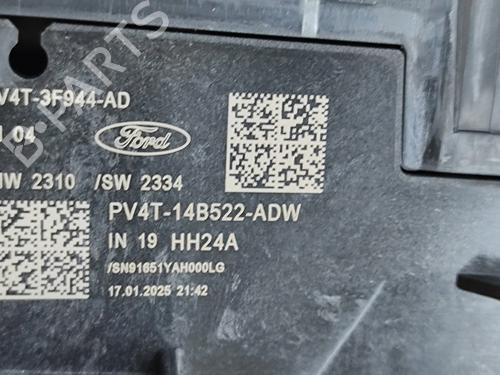 V4T-3F944-AD
04
Ford
HW 2310 /SW 2334
PV4T-14B522-ADW
IN 19 HH24A
/SN91651YAH000LG
17.01.2025 21:42
B-PARTS